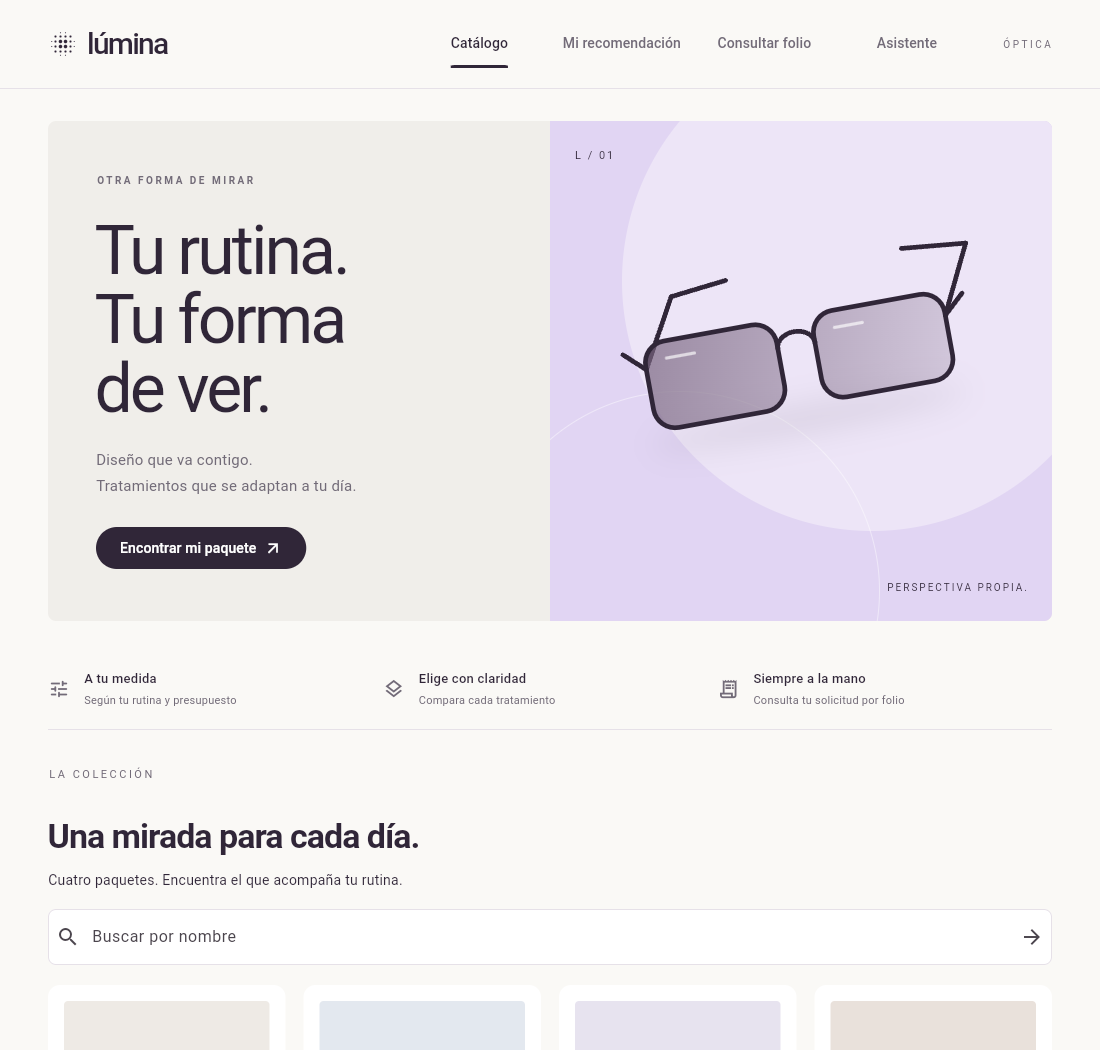 lúmina
Catálogo
Mi recomendación
Consultar folio
Asistente
ÓPTICA
OTRA FORMA DE MIRAR
Tu rutina.
Tu forma
de ver.
Diseño que va contigo.
Tratamientos que se adaptan a tu día.
Encontrar mi paquete
L / 01
PERSPECTIVA PROPIA.
A tu medida
Según tu rutina y presupuesto
Elige con claridad
Compara cada tratamiento
Siempre a la mano
Consulta tu solicitud por folio
LA COLECCIÓN
Una mirada para cada día.
Cuatro paquetes. Encuentra el que acompaña tu rutina.
Buscar por nombre